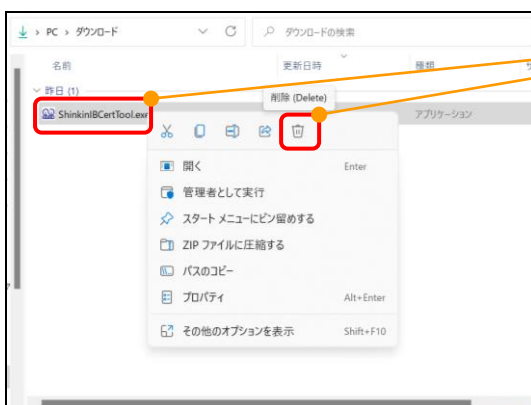 > PC > ダウンロード
ダウンロードの検索
名前
更新日時
種類
昨日 (1)
削除 (Delete)
ShinkinIBCertTool.exe
アプリケーション
開く
Enter
管理者として実行
スタート メニューにピン留めする
ZIP ファイルに圧縮する
パスのコピー
プロパティ
Alt+Enter
その他のオプションを表示
Shift+F10